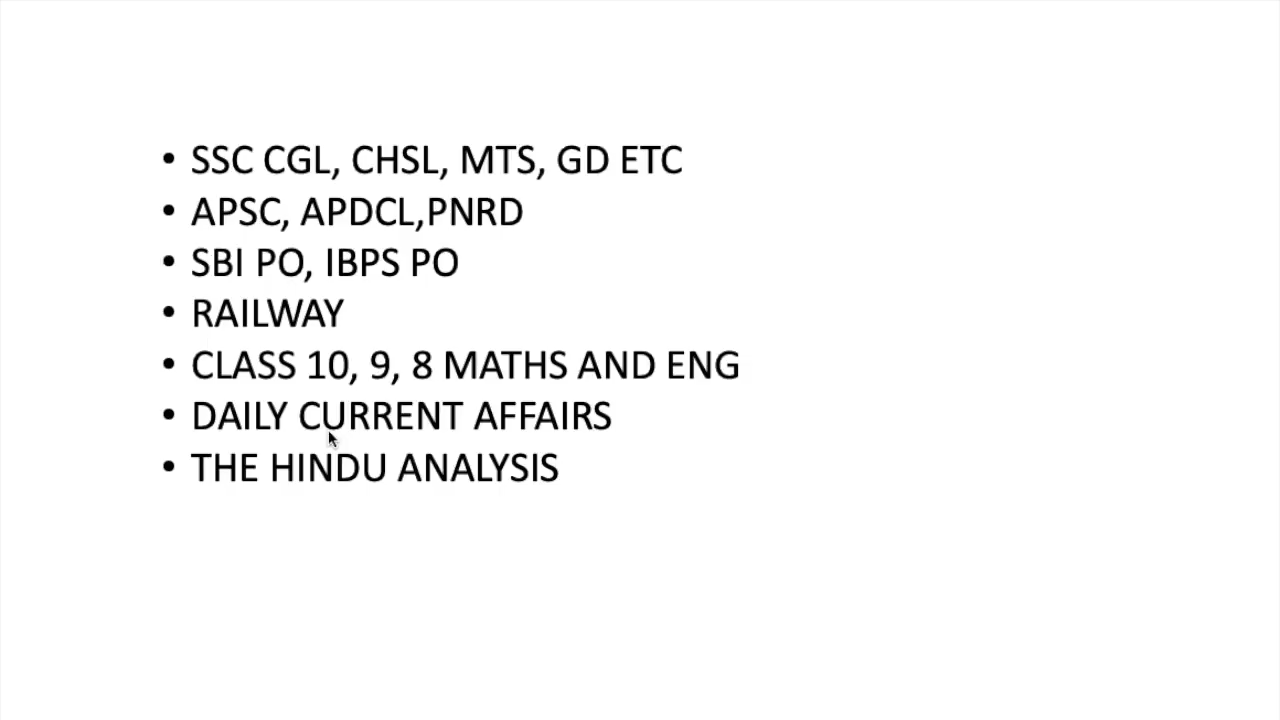 • SSC CGL, CHSL, MTS, GD ETC
• APSC, APDCL,PNRD
• SBI PO, IBPS PO
• RAILWAY
• CLASS 10, 9, 8 MATHS AND ENG
• DAILY CURRENT AFFAIRS
• THE HINDU ANALYSIS